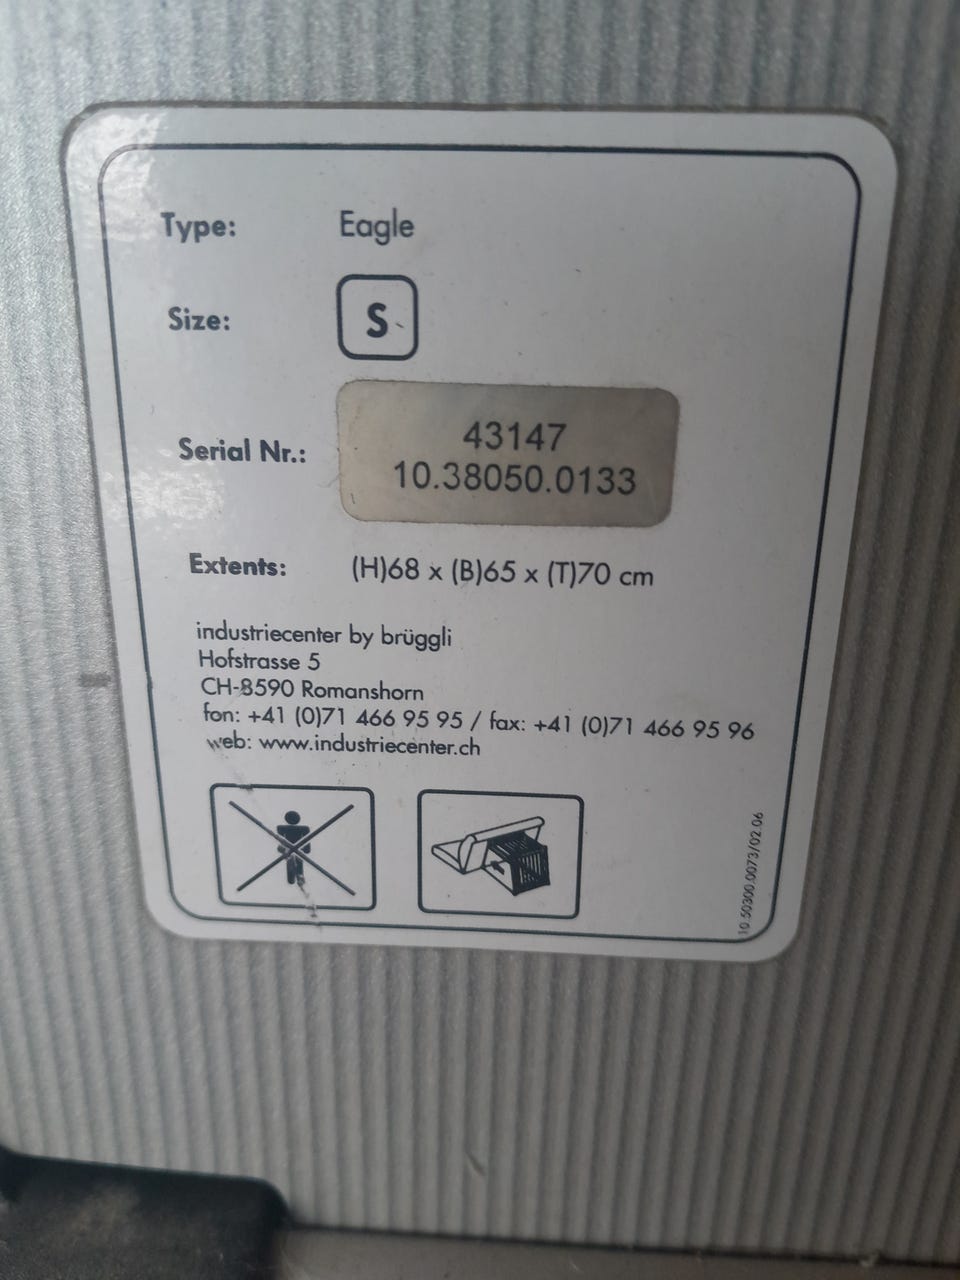 Type: Eagle
Size: S
Serial Nr.: 43147
10.38050.0133
Extents: (H)68 x (B)65 x (T)70 cm
industriecenter by brüggli
Hofstrasse 5
CH-8590 Romanshorn
fon: +41 (0)71 466 95 95 / fax: +41 (0)71 466 95 96
web: www.industriecenter.ch
10.50300.0073/02.06